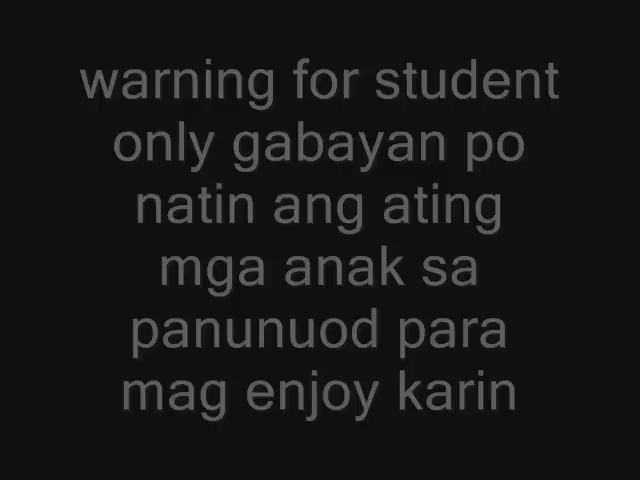 warning for student
only gabayan po
natin ang ating
mga anak sa
panunuod para
mag enjoy karin